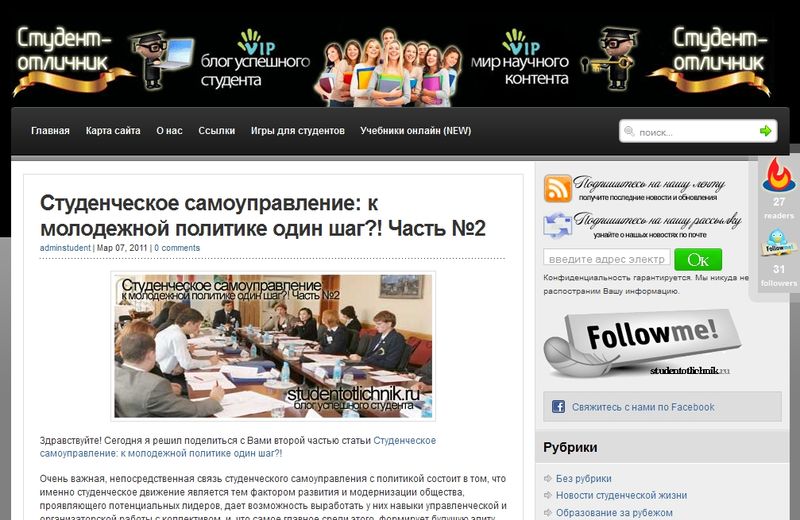 Студент-
отличник
VIP
блог успешного
студента
VIP
мир научного
контента
Студент-
отличник
Главная Карта сайта О нас Ссылки Игры для студентов Учебники онлайн (NEW)
поиск...
Студенческое самоуправление: к
молодежной политике один шаг?! Часть №2
adminstudent | Мар 07, 2011 | 0 comments
Студенческое самоуправление
к молодежной политике один шаг?! Часть №2
studentotlichnik.ru
блог успешного студента
Здравствуйте! Сегодня я решил поделиться с Вами второй частью статьи Студенческое
самоуправление: к молодежной политике один шаг?!
Очень важная, непосредственная связь студенческого самоуправления с политикой состоит в том, что
именно студенческое движение является тем фактором развития и модернизации общества,
проявляющего потенциальных лидеров, дает возможность выработать у них навыки управленческой и
организаторской работы с коллективом, и, что самое главное среди этого, формирует будущую элиту
Подпишитесь на нашу ленту
получите последние новости и обновления
Подпишитесь на нашу рассылку
узнайте о нашых новостях по почте
введите адрес электр
Ок
Конфиденциальность гарантируется. Мы никуда не
распостраним Вашу информацию.
Followme!
studentotlichnik.ru
Свяжитесь с нами по Facebook
Рубрики
Без рубрики
Новости студенческой жизни
Образование за рубежом
27
readers
Followme!
31
followers